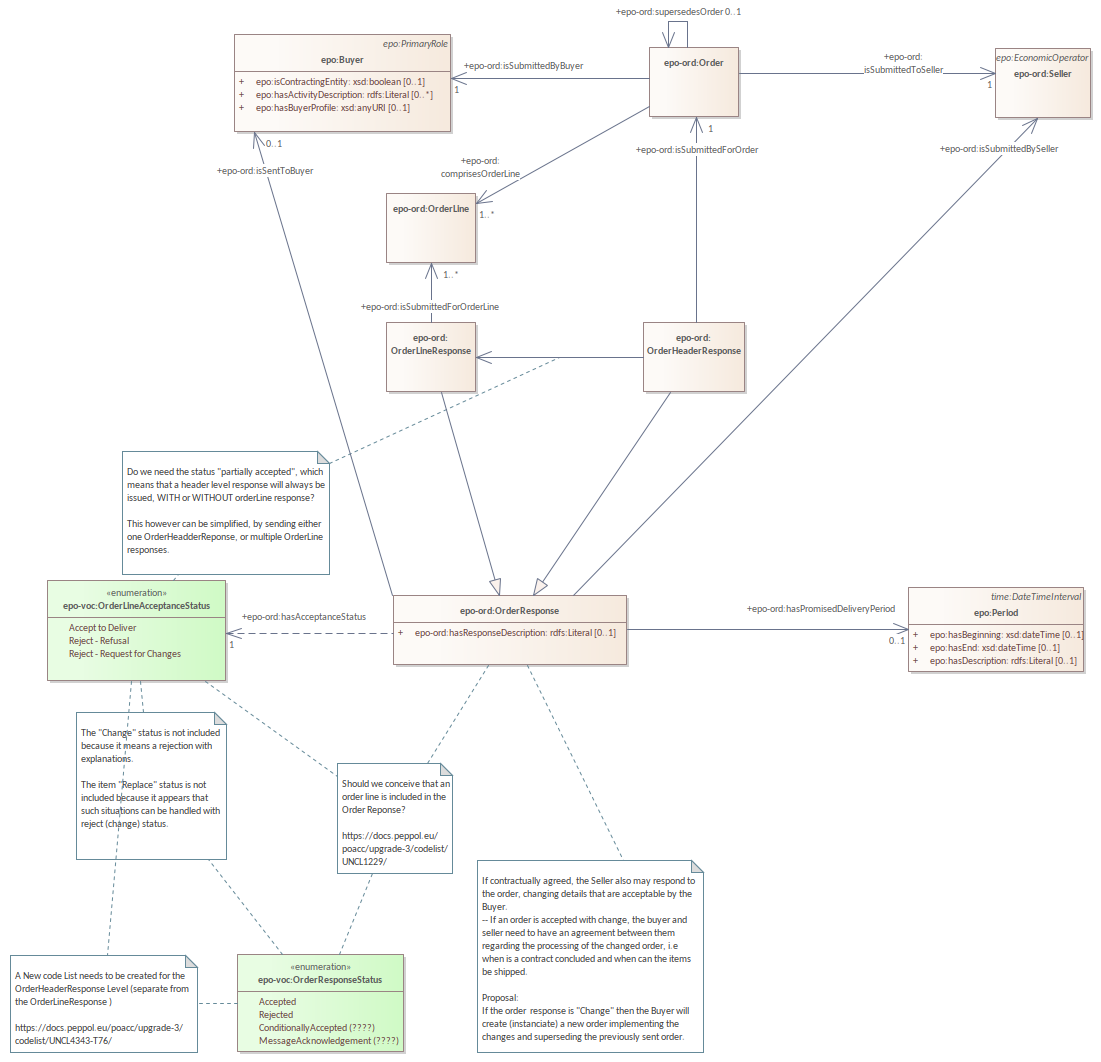 +epo-ord:supersedesOrder 0..1
epo:PrimaryRole
epo:Buyer
+ epo:isContractingEntity: xsd:boolean [0..1]
+ epo:hasActivityDescription: rdfs:Literal [0..*]
+ epo:hasBuyerProfile: xsd:anyURI [0..1]
+epo-ord:isSubmittedByBuyer
1
epo-ord:Order
+epo-ord:
isSubmittedToSeller
1
epo:EconomicOperator
epo-ord:Seller
0..1
+epo-ord:isSentToBuyer
+epo-ord:
comprisesOrderLine
1..*
1
+epo-ord:isSubmittedForOrder
+epo-ord:isSubmittedBySeller
epo-ord:OrderLine
1..*
+epo-ord:isSubmittedForOrderLine
epo-ord:
OrderLineResponse
epo-ord:
OrderHeaderResponse
Do we need the status "partially accepted", which
means that a header level response will always be
issued, WITH or WITHOUT orderLine response?
This however can be simplified, by sending either
one OrderHeadderReponse, or multiple OrderLine
responses.
«enumeration»
epo-voc:OrderLineAcceptanceStatus
Accept to Deliver
Reject - Refusal
Reject - Request for Changes
+epo-ord:hasAcceptanceStatus
1
epo-ord:OrderResponse
+ epo-ord:hasResponseDescription: rdfs:Literal [0..1]
+epo-ord:hasPromisedDeliveryPeriod
0..1
time:DateTimeInterval
epo:Period
+ epo:hasBeginning: xsd:dateTime [0..1]
+ epo:hasEnd: xsd:dateTime [0..1]
+ epo:hasDescription: rdfs:Literal [0..1]
The "Change" status is not included
because it means a rejection with
explanations.
The item "Replace" status is not
included because it appears that
such situations can be handled with
reject (change) status.
Should we conceive that an
order line is included in the
Order Reponse?
https://docs.peppol.eu/
poacc/upgrade-3/codelist/
UNCL1229/
If contractually agreed, the Seller also may respond to
the order, changing details that are acceptable by the
Buyer.
-- If an order is accepted with change, the buyer and
seller need to have an agreement between them
regarding the processing of the changed order, i.e
when is a contract concluded and when can the items
be shipped.
Proposal:
If the order response is "Change" then the Buyer will
create (instanciate) a new order implementing the
changes and superseding the previously sent order.
A New code List needs to be created for the
OrderHeaderResponse Level (separate from
the OrderLineResponse )
https://docs.peppol.eu/poacc/upgrade-3/
codelist/UNCL4343-T76/
«enumeration»
epo-voc:OrderResponseStatus
Accepted
Rejected
ConditionallyAccepted (????)
MessageAcknowledgement (????)